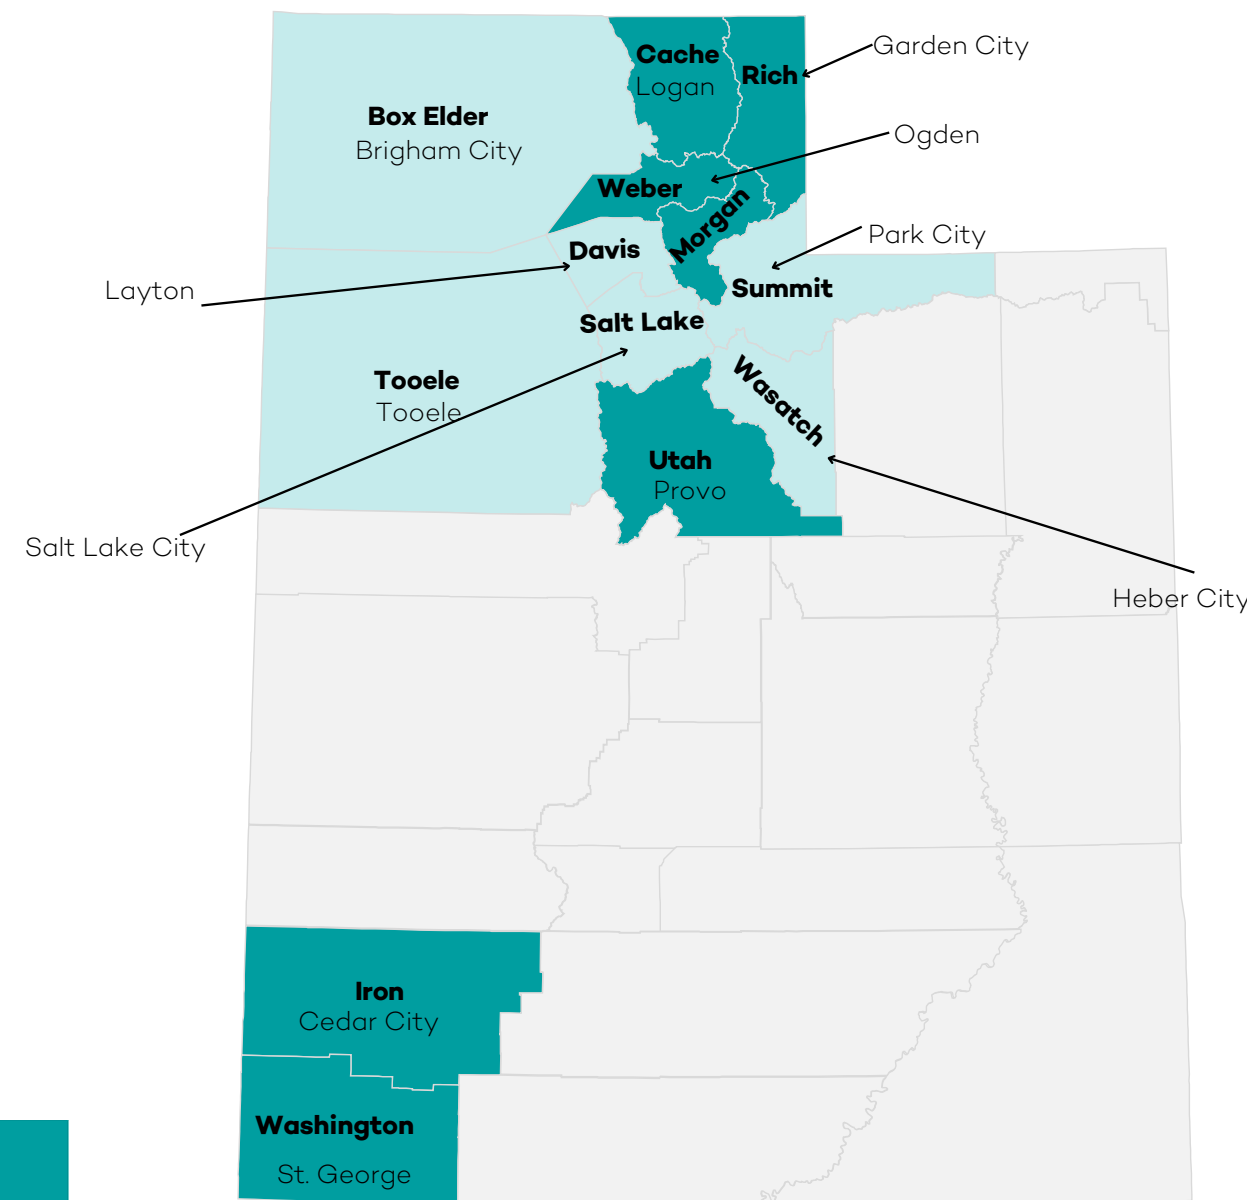 Cache
Logan
Rich
Garden City
Box Elder
Brigham City
Ogden
Weber
Morgan
Park City
Davis
Layton
Summit
Salt Lake
Tooele
Tooele
Wasatch
Utah
Provo
Salt Lake City
Heber City
Iron
Cedar City
Washington
St. George